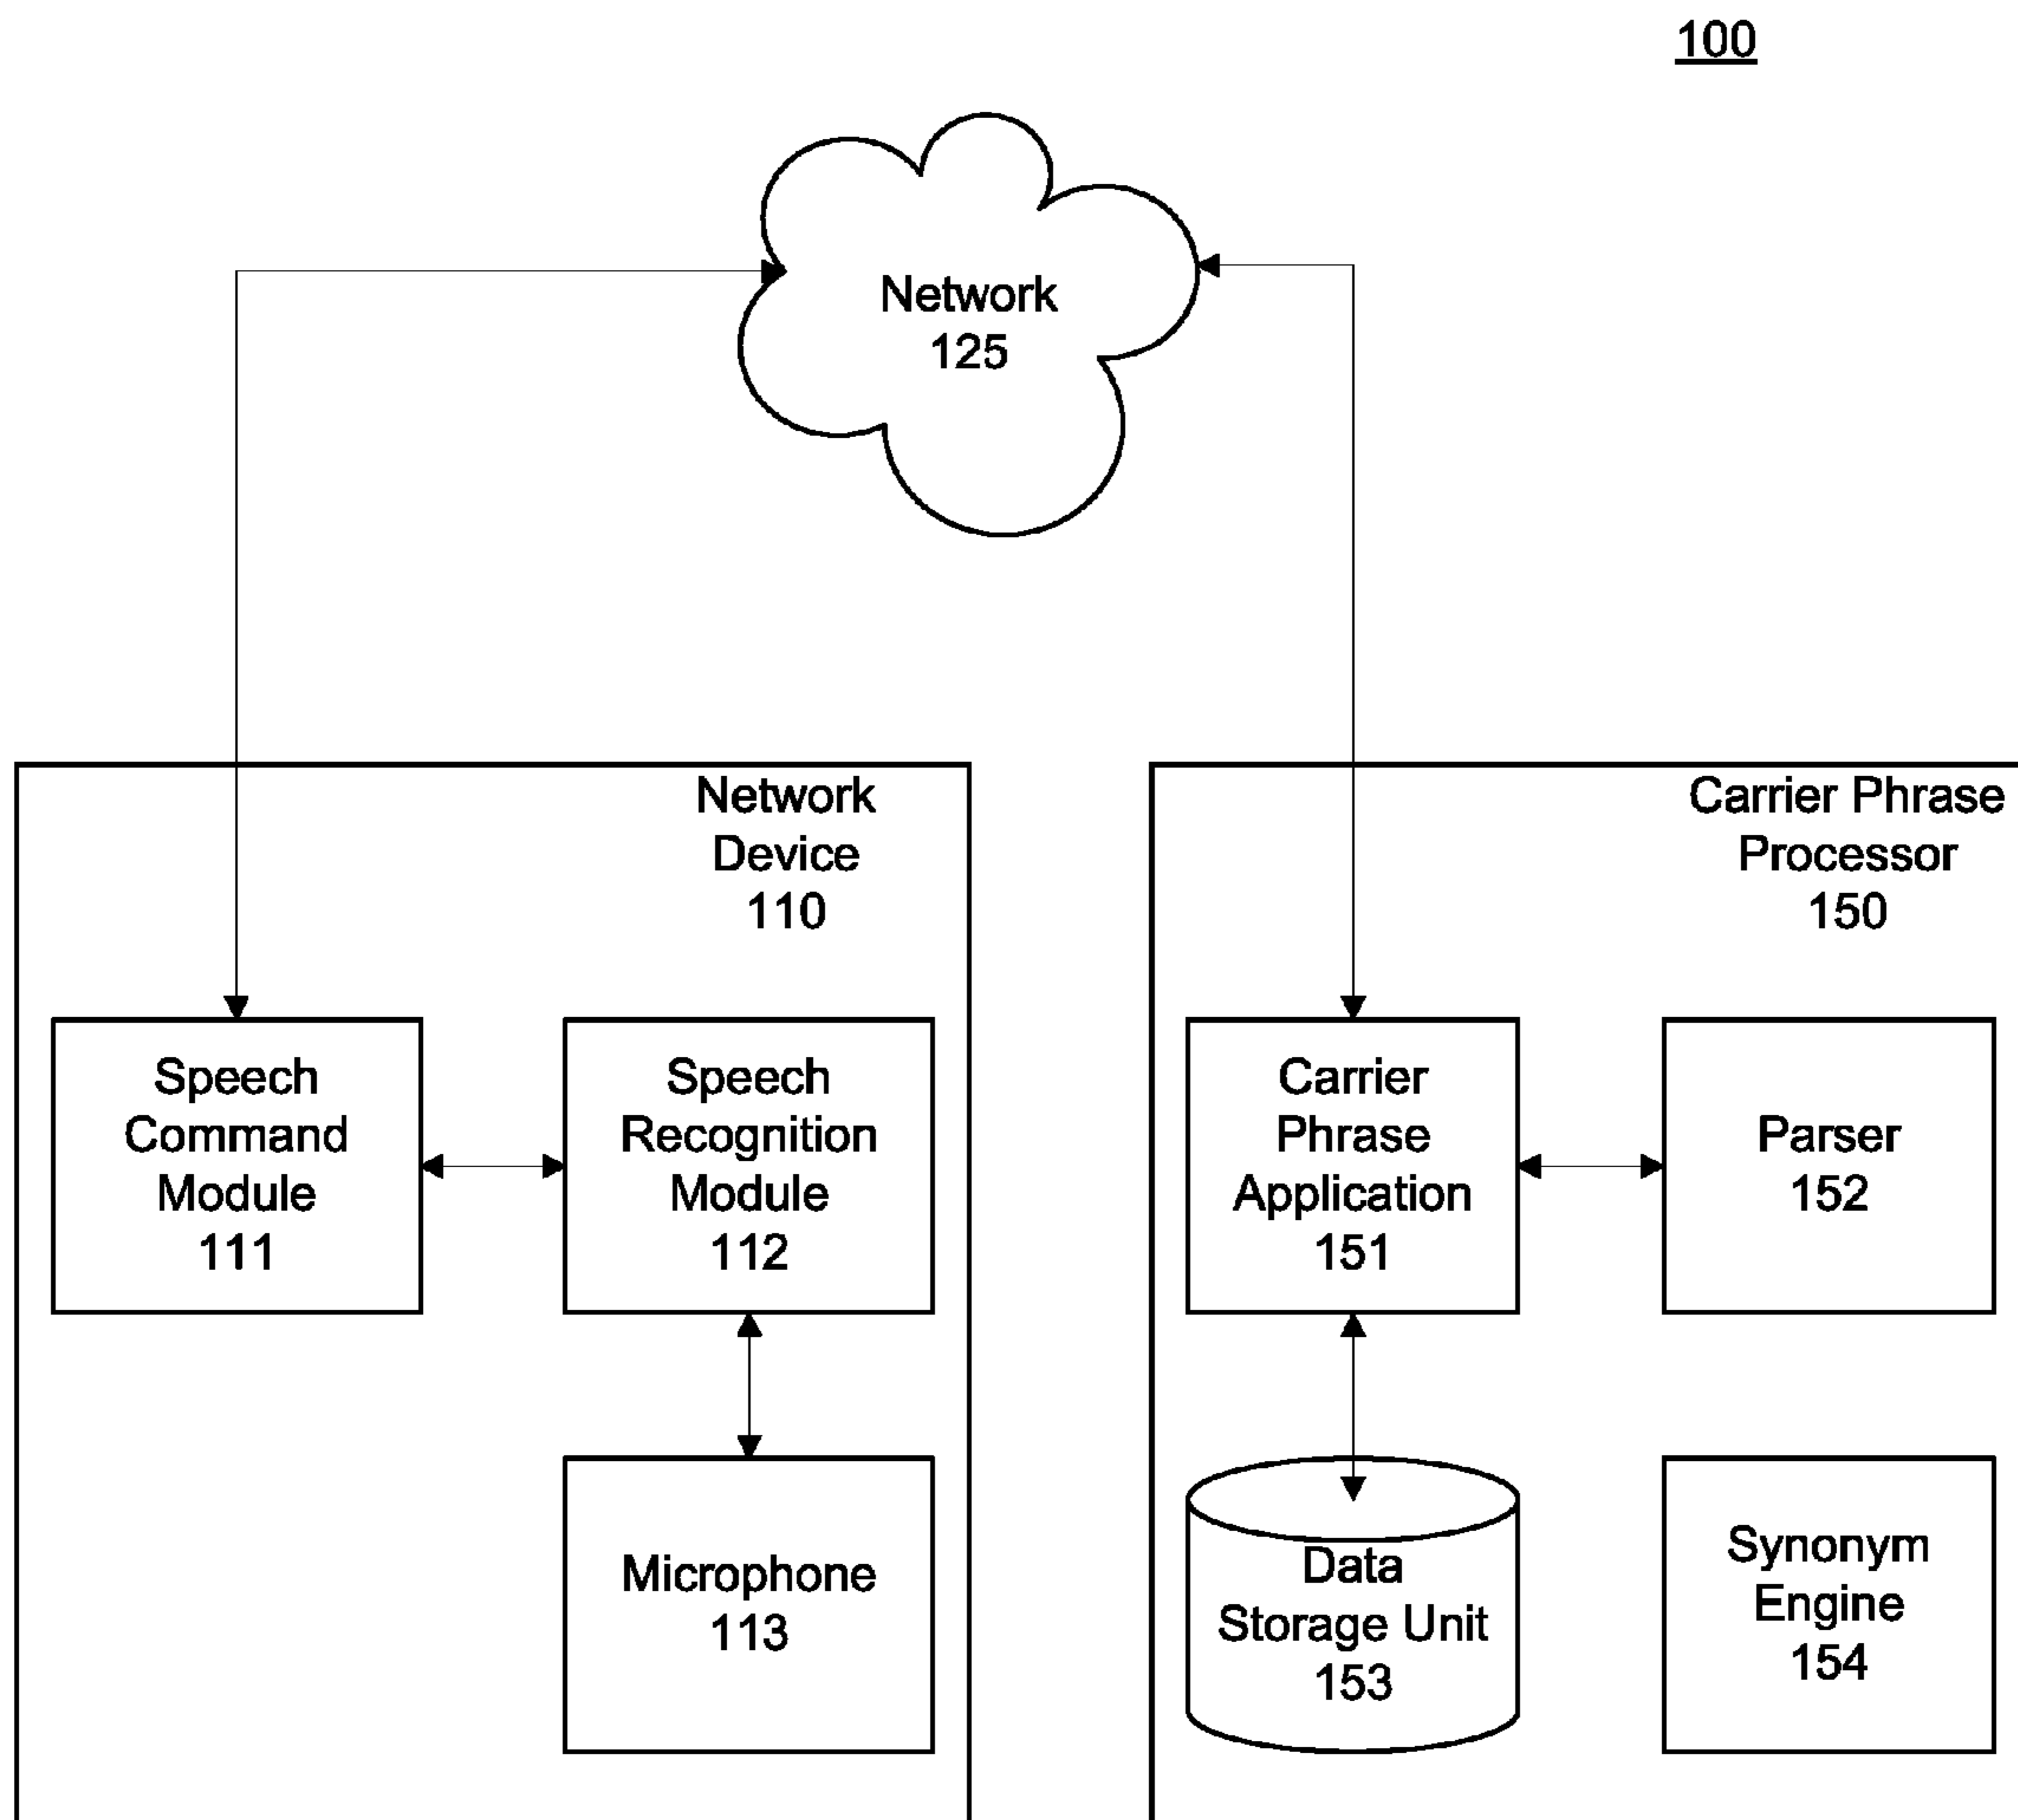 100
Network
125
Network
Device
110
Speech
Command
Module
111
Speech
Recognition
Module
112
Microphone
113
Carrier Phrase
Processor
150
Carrier
Phrase
Application
151
Parser
152
Data
Storage Unit
153
Synonym
Engine
154